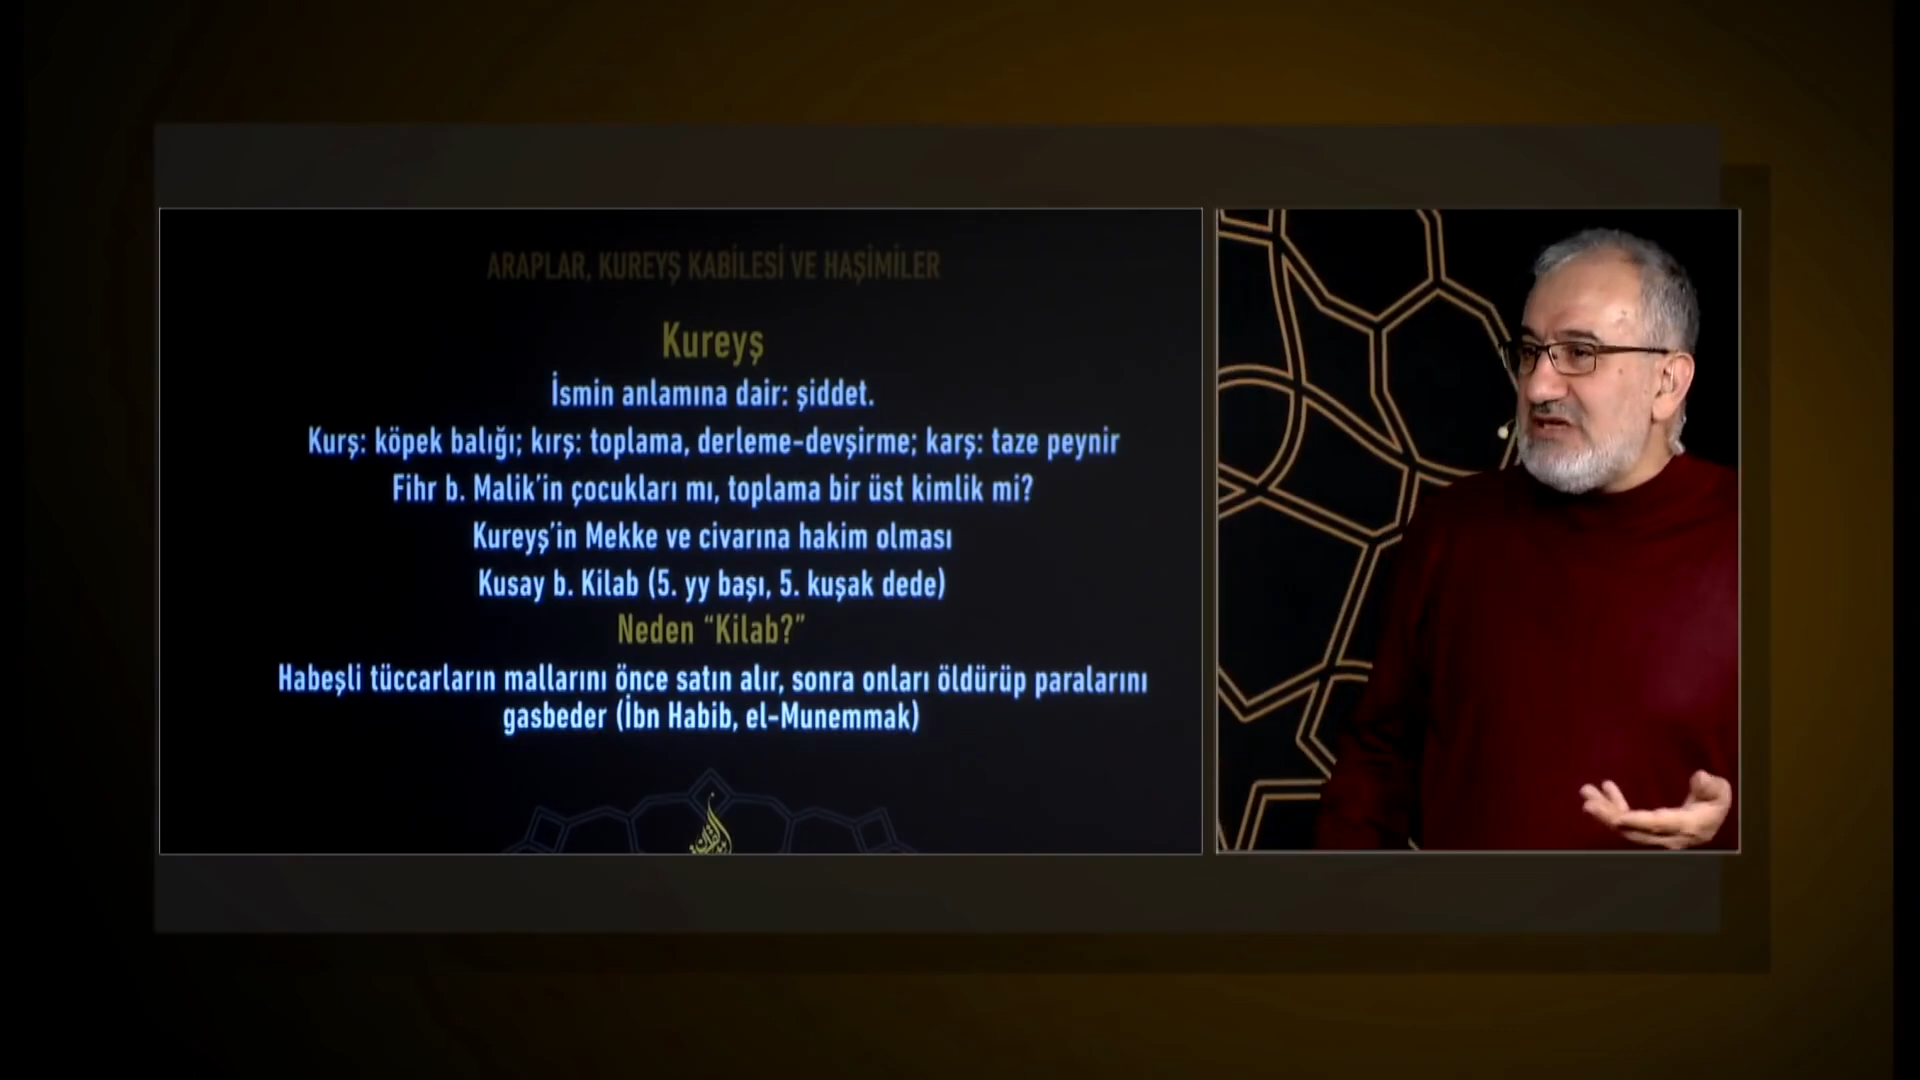 ARAPLAR, KUREYŞ KABİLESİ VE HAŞİMİLER
Kureyş
İsmin anlamına dair: şiddet.
Kurş: köpek balığı; kırş: toplama, derleme-devşirme; karş: taze peynir
Fihr b. Malik'in çocukları mı, toplama bir üst kimlik mi?
Kureyş'in Mekke ve civarına hakim olması
Kusay b. Kilab (5. yy başı, 5. kuşak dede)
Neden “Kilab?”
Habeşli tüccarların mallarını önce satın alır, sonra onları öldürüp paralarını
gasbeder (İbn Habib, el-Munemmak)